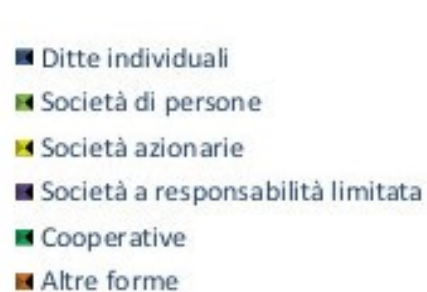 Ditte individuali
Società di persone
Società azionarie
Società a responsabilità limitata
Cooperative
Altre forme